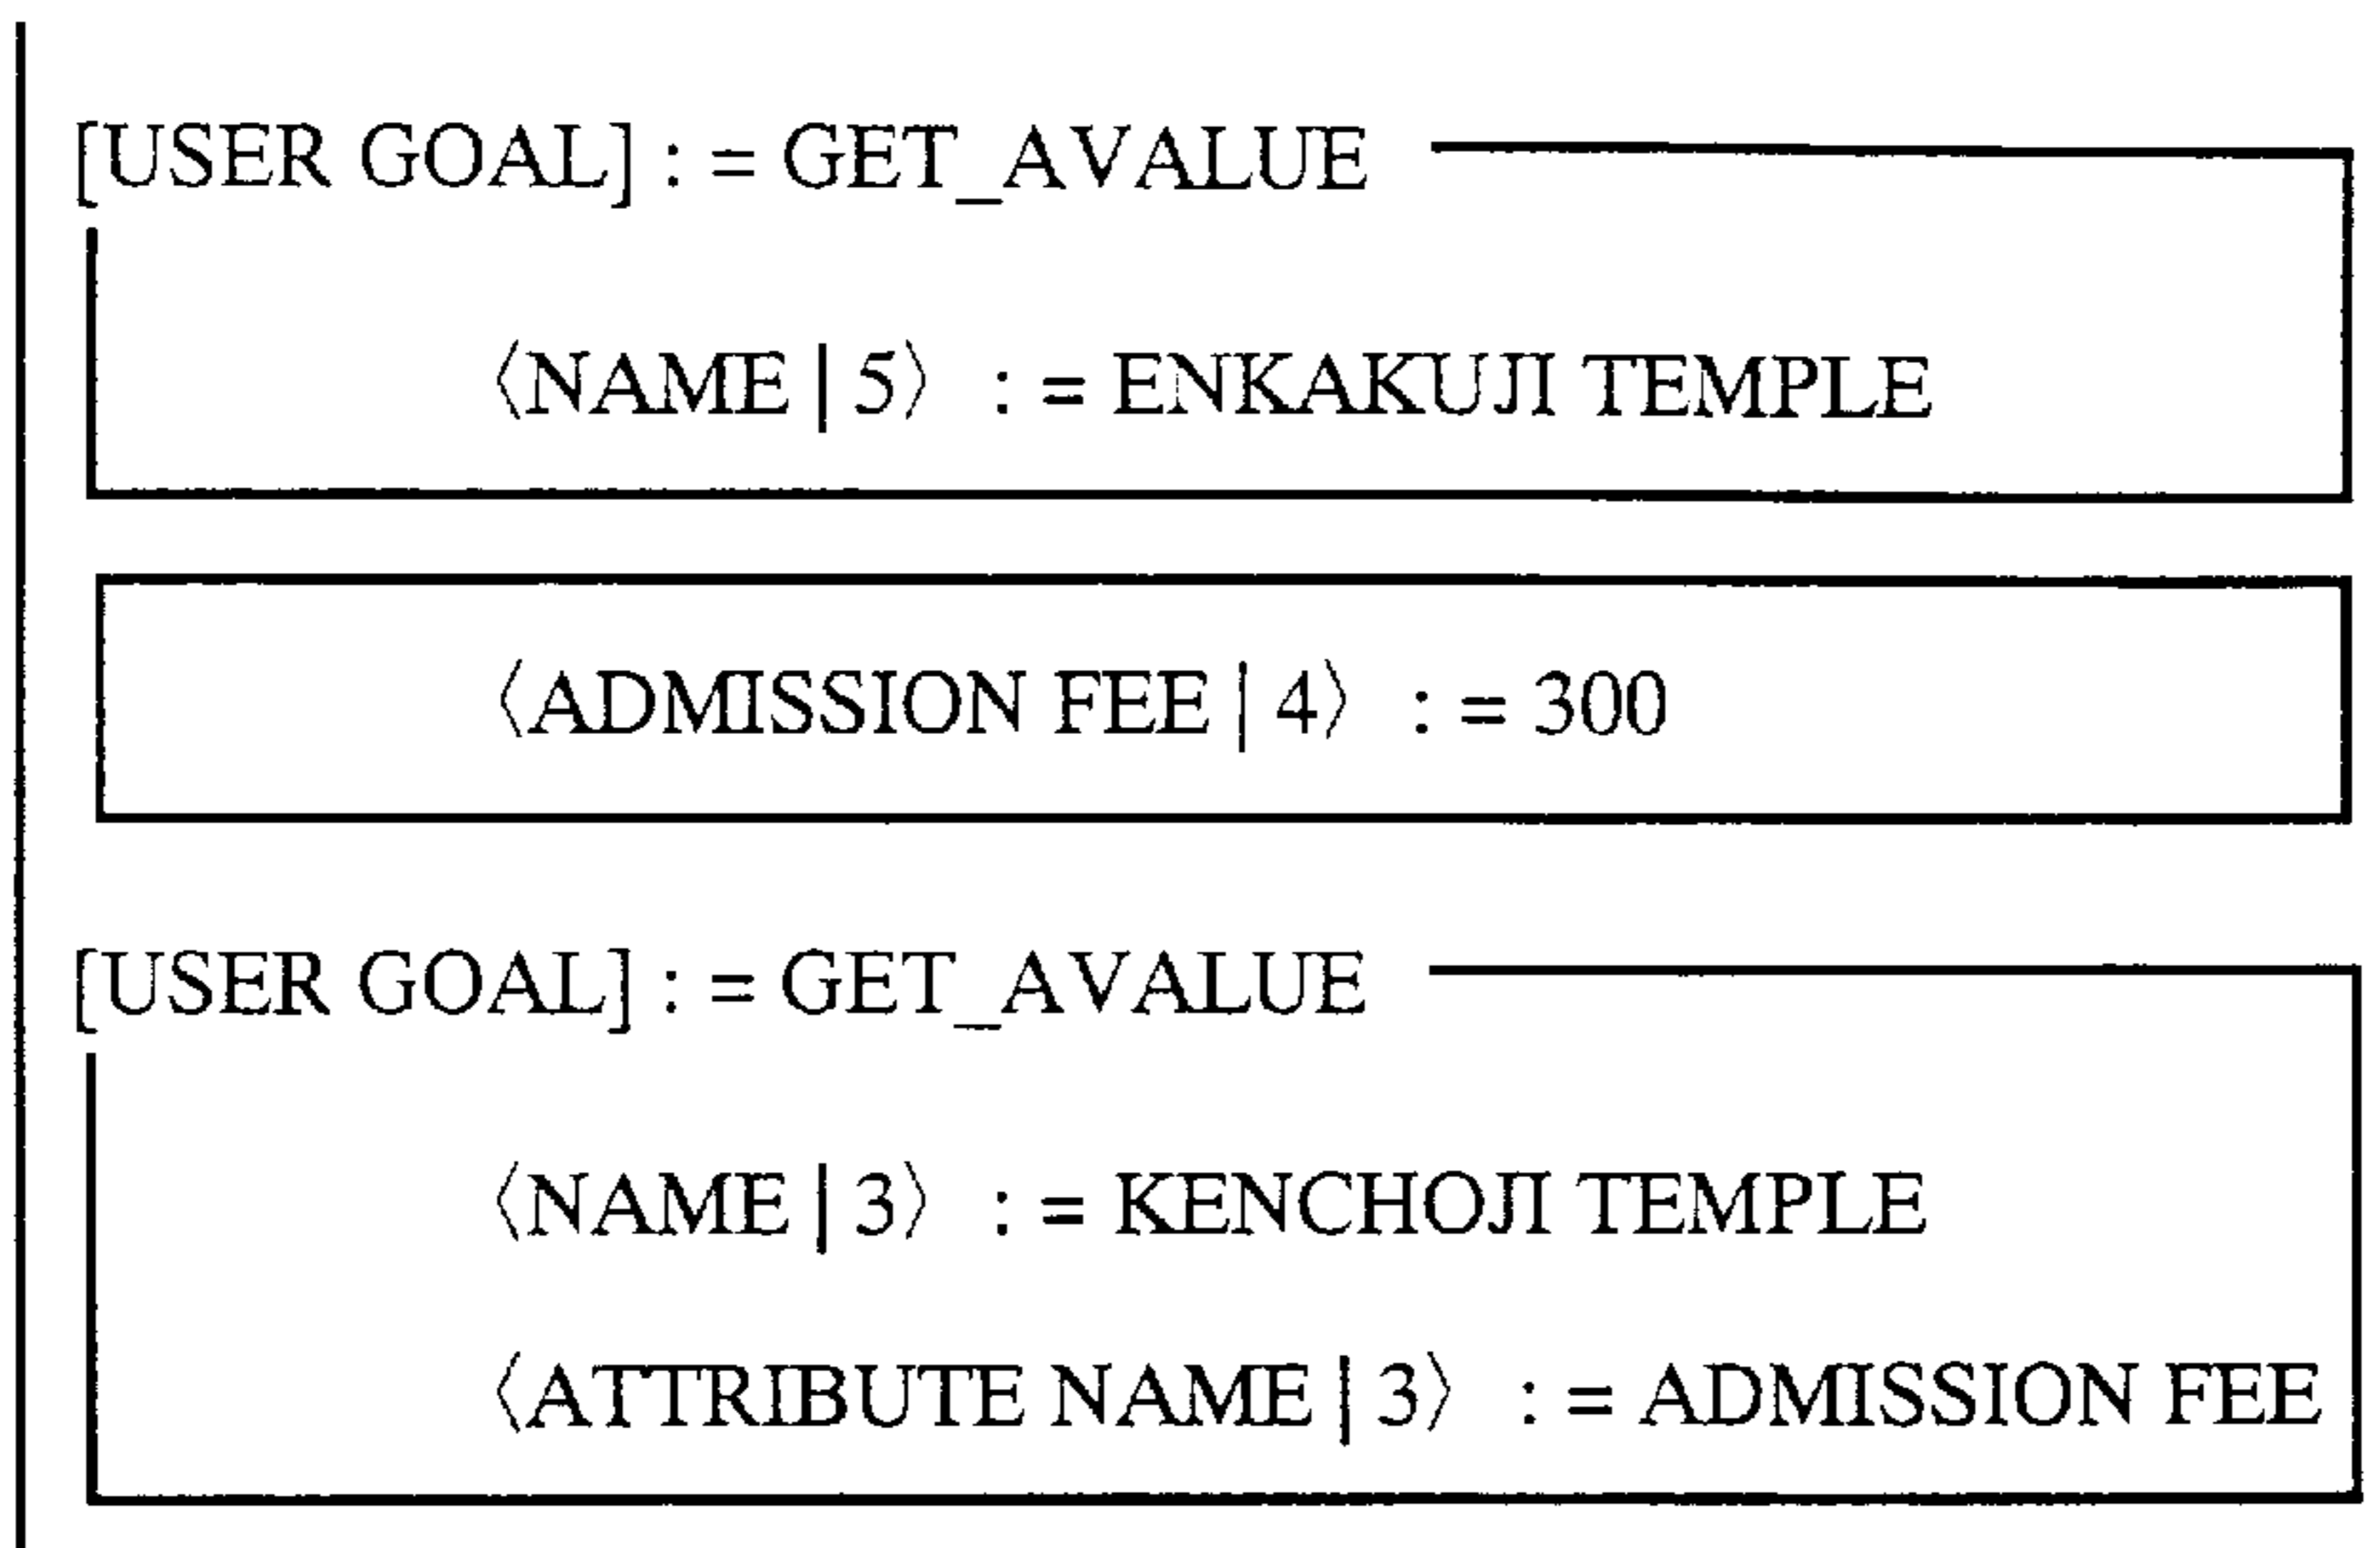 [USER GOAL] : = GET_AVALUE
⟨NAME | 5⟩ : = ENKAKUJI TEMPLE
⟨ADMISSION FEE | 4⟩ : = 300
[USER GOAL] : = GET_AVALUE
⟨NAME | 3⟩ : = KENCHOJI TEMPLE
⟨ATTRIBUTE NAME | 3⟩ : = ADMISSION FEE